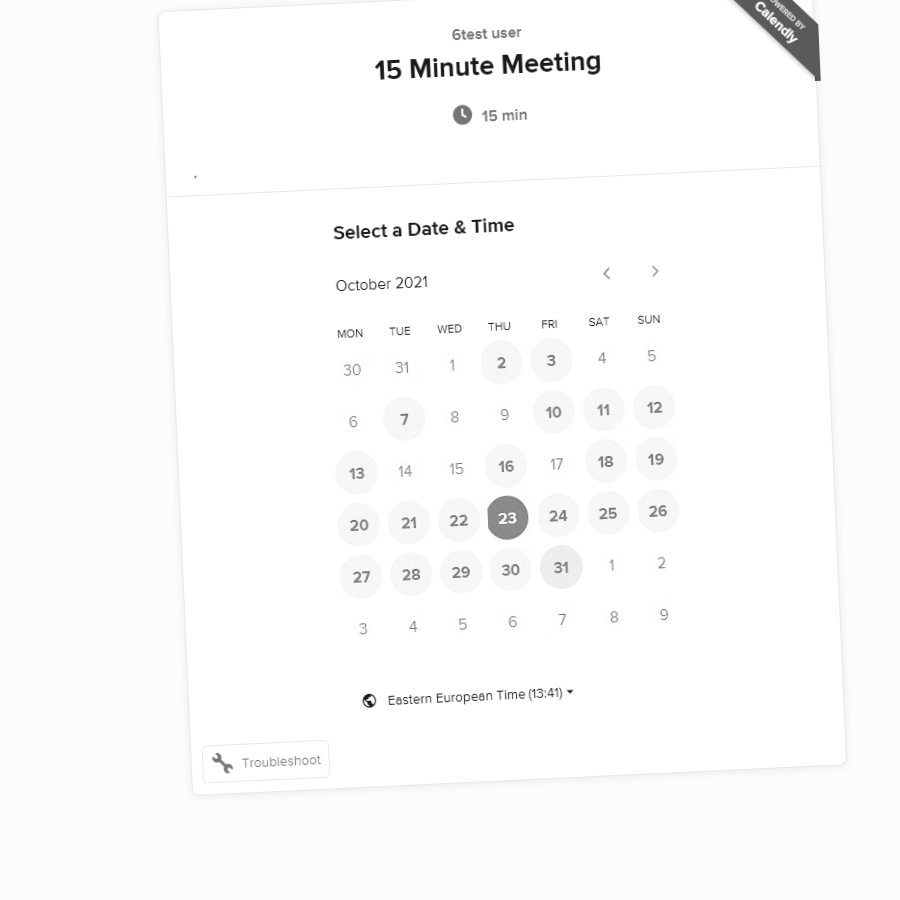 POWERED BY
Calendly
6test user
15 Minute Meeting
15 min
.
Select a Date & Time
October 2021
MON TUE WED THU FRI SAT SUN
30 31 1 2 3 4 5
6 7 8 9 10 11 12
13 14 15 16 17 18 19
20 21 22 23 24 25 26
27 28 29 30 31 1 2
3 4 5 6 7 8 9
Eastern European Time (13:41)
Troubleshoot